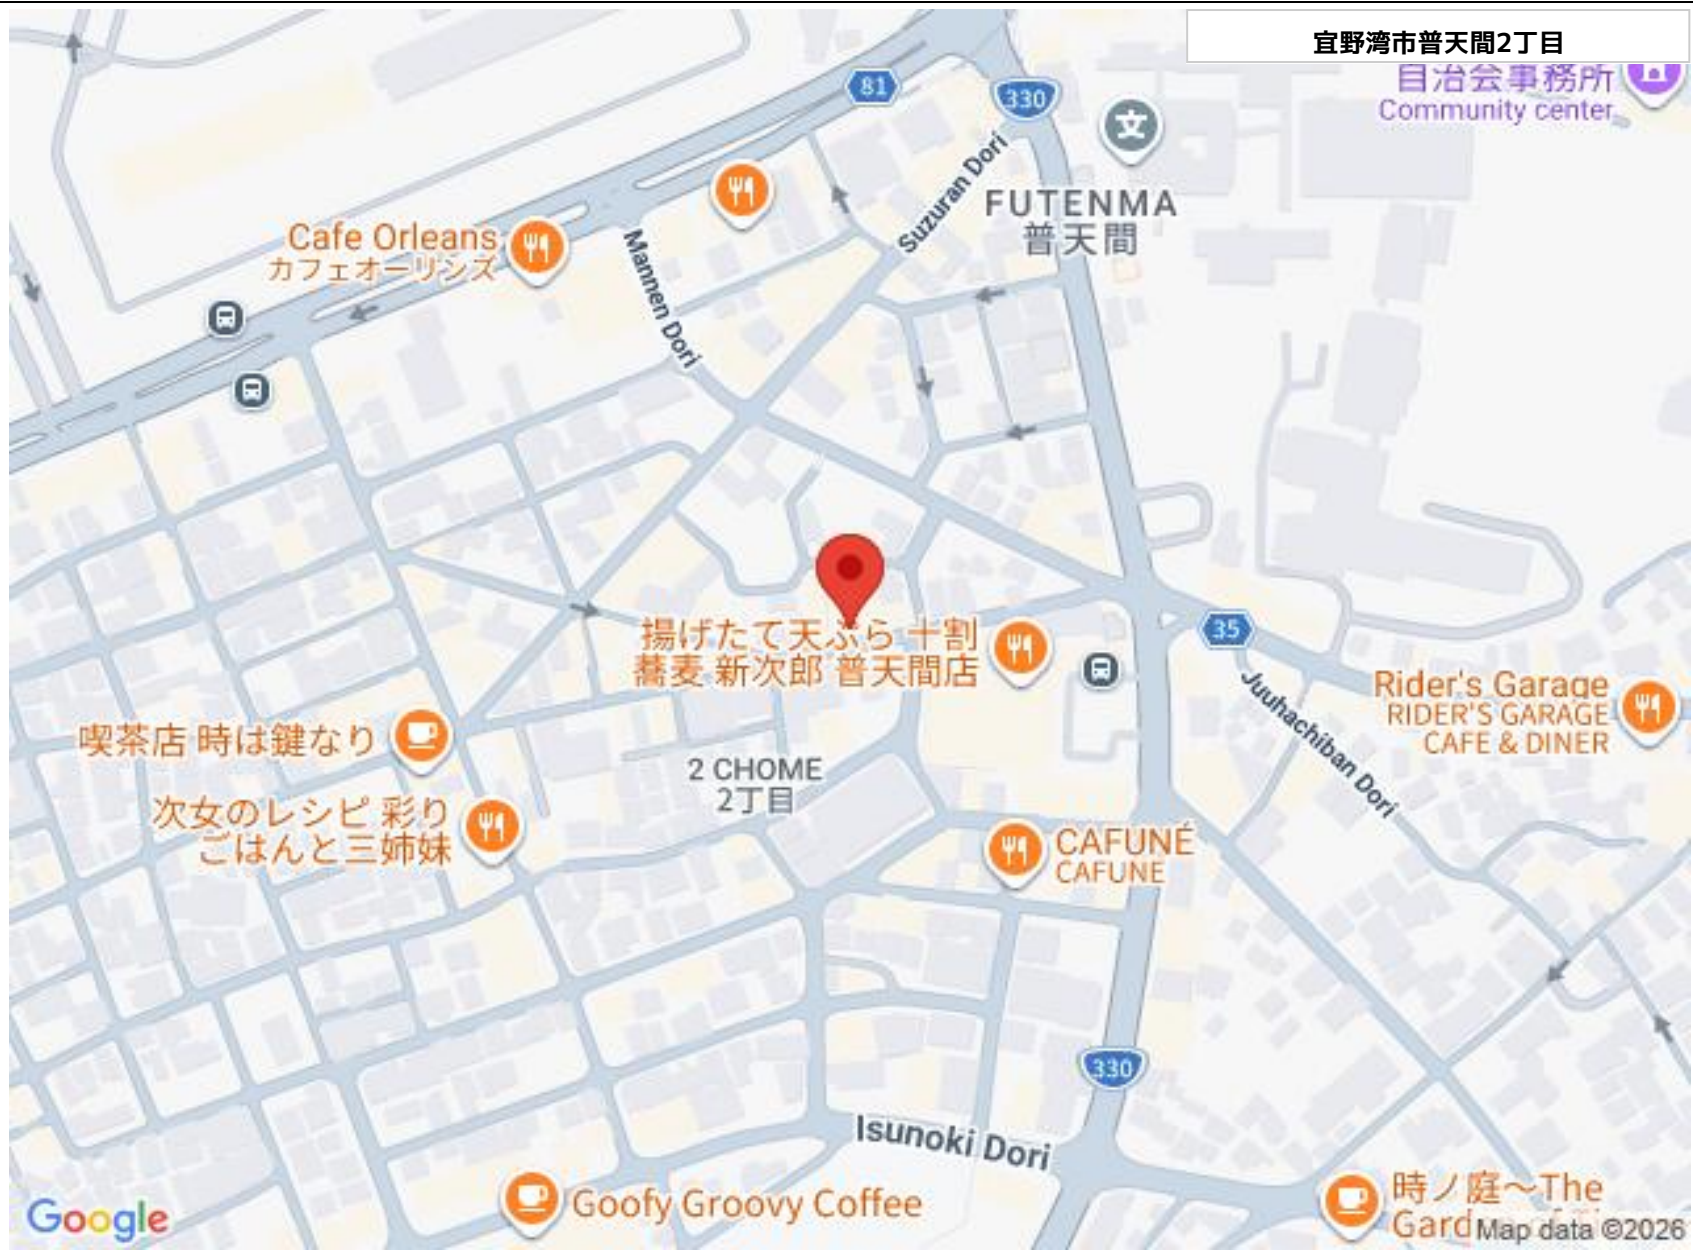 宜野湾市普天間2丁目
81
330
自治会事務所
Community center
Suzuran Dori
FUTENMA
普天間
Cafe Orleans
カフェオーリンズ
Mannen Dori
揚げたて天ぷら 十割
蕎麦 新次郎 普天間店
35
Juuhachiban Dori
Rider's Garage
RIDER'S GARAGE
CAFE & DINER
喫茶店 時は鍵なり
2 CHOME
2丁目
次女のレシピ 彩り
ごはんと三姉妹
CAFUNÉ
CAFUNE
330
Isunoki Dori
Goofy Groovy Coffee
時ノ庭～The
Google
Map data ©2026